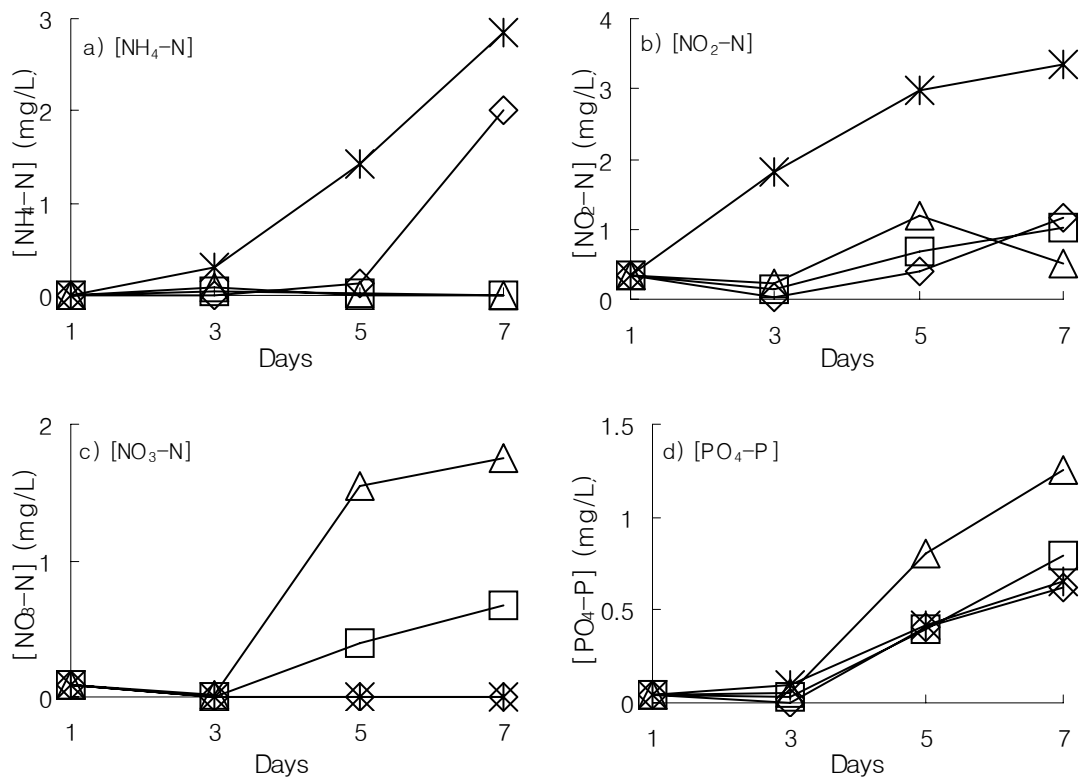 a) [NH₄-N]
[NH₄-N] (mg/L)
3
2
1
0
1 3 5 7
Days
b) [NO₂-N]
[NO₂-N] (mg/L)
4
3
2
1
0
1 3 5 7
Days
c) [NO₃-N]
[NO₃-N] (mg/L)
2
1
0
1 3 5 7
Days
d) [PO₄-P]
[PO₄-P] (mg/L)
1.5
1
0.5
0
1 3 5 7
Days